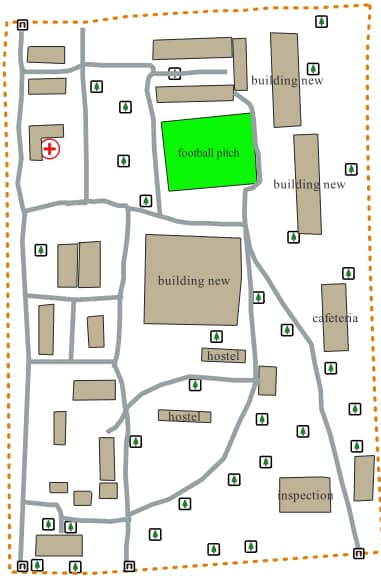 building new
football pitch
building new
building new
cafeteria
hostel
hostel
inspection